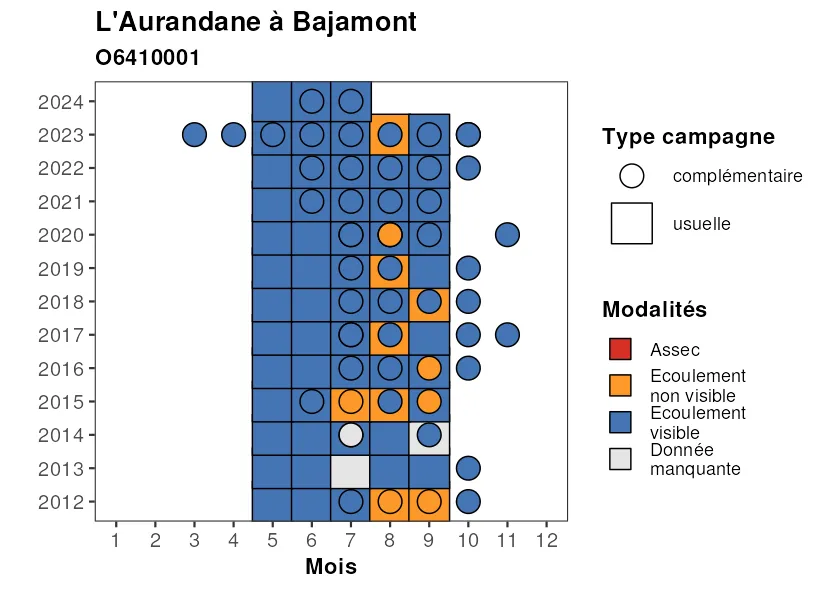 L'Aurandane à Bajamont
O6410001
2024
2023
2022
2021
2020
2019
2018
2017
2016
2015
2014
2013
2012
1 2 3 4 5 6 7 8 9 10 11 12
Mois
Type campagne
complémentaire
usuelle
Modalités
Assec
Ecoulement
non visible
Ecoulement
visible
Donnée
manquante